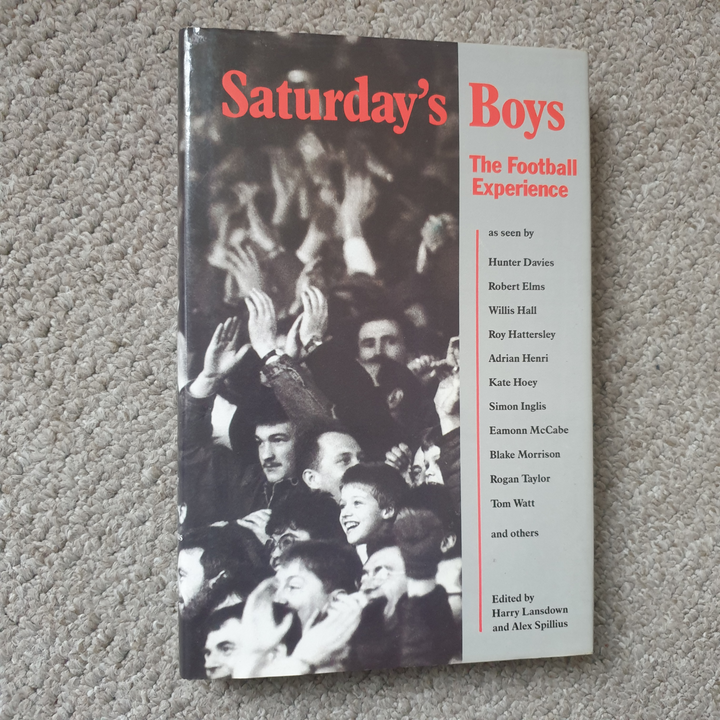 Saturday's Boys
The Football
Experience
as seen by
Hunter Davies
Robert Elms
Willis Hall
Roy Hattersley
Adrian Henri
Kate Hoey
Simon Inglis
Eamonn McCabe
Blake Morrison
Rogan Taylor
Tom Watt
and others
Edited by
Harry Lansdown
and Alex Spillius